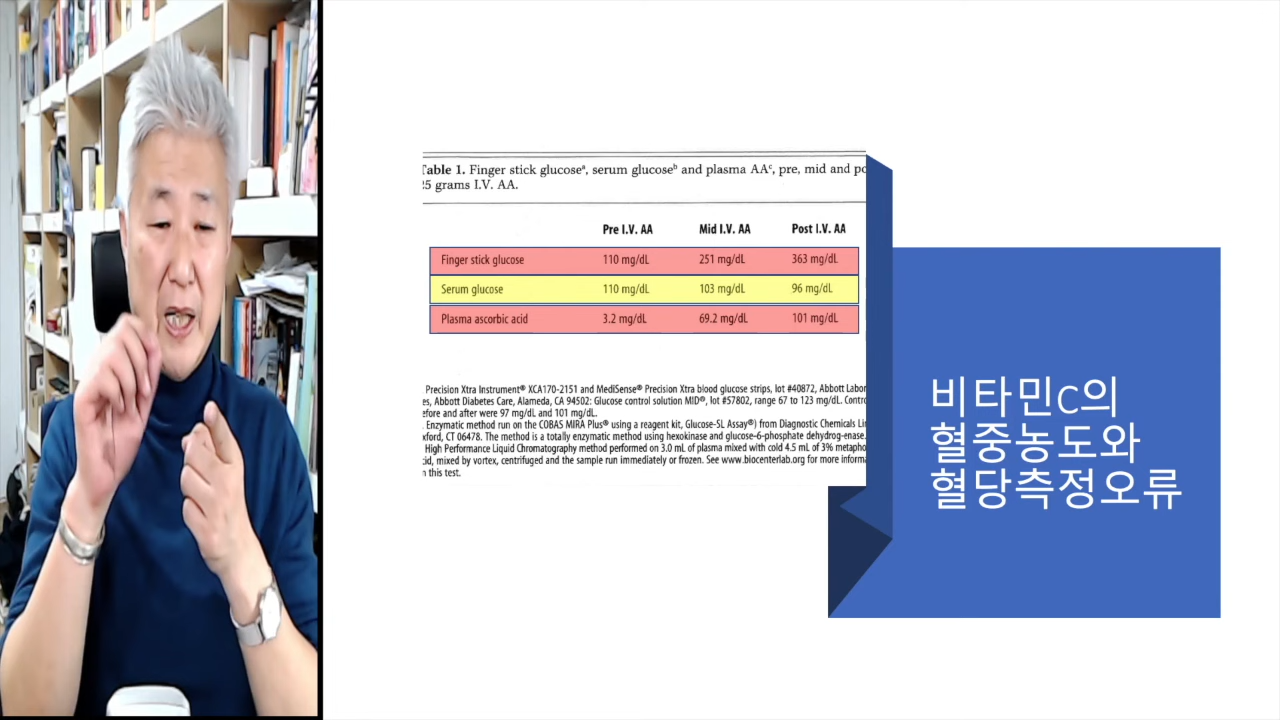 Table 1. Finger stick glucoseᵃ, serum glucoseᵇ and plasma AAᶜ, pre, mid and po
25 grams I.V. AA.
Pre I.V. AA Mid I.V. AA Post I.V. AA
Finger stick glucose 110 mg/dL 251 mg/dL 363 mg/dL
Serum glucose 110 mg/dL 103 mg/dL 96 mg/dL
Plasma ascorbic acid 3.2 mg/dL 69.2 mg/dL 101 mg/dL
Precision Xtra Instrument® XCA170-2151 and MediSense® Precision Xtra blood glucose strips, lot #40872, Abbott Labor
es, Abbott Diabetes Care, Alameda, CA 94502: Glucose control solution MID®, lot #57802, range 67 to 123 mg/dL. Contro
efore and after were 97 mg/dL and 101 mg/dL.
. Enzymatic method run on the COBAS MIRA Plus® using a reagent kit, Glucose-SL Assay®) from Diagnostic Chemicals Li
xford, CT 06478. The method is a totally enzymatic method using hexokinase and glucose-6-phosphate dehydrog-enase.
High Performance Liquid Chromatography method performed on 3.0 mL of plasma mixed with cold 4.5 mL of 3% metapho
cid, mixed by vortex, centrifuged and the sample run immediately or frozen. See www.biocenterlab.org for more informa
n this test.
비타민C의
혈중농도와
혈당측정오류